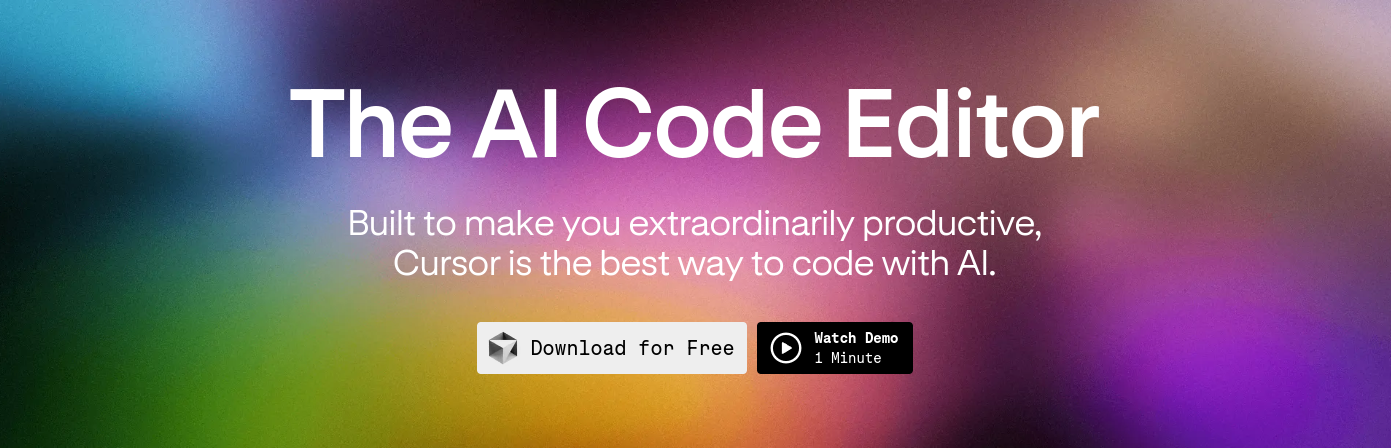 The AI Code Editor
Built to make you extraordinarily productive,
Cursor is the best way to code with AI.
Download for Free
Watch Demo
1 Minute